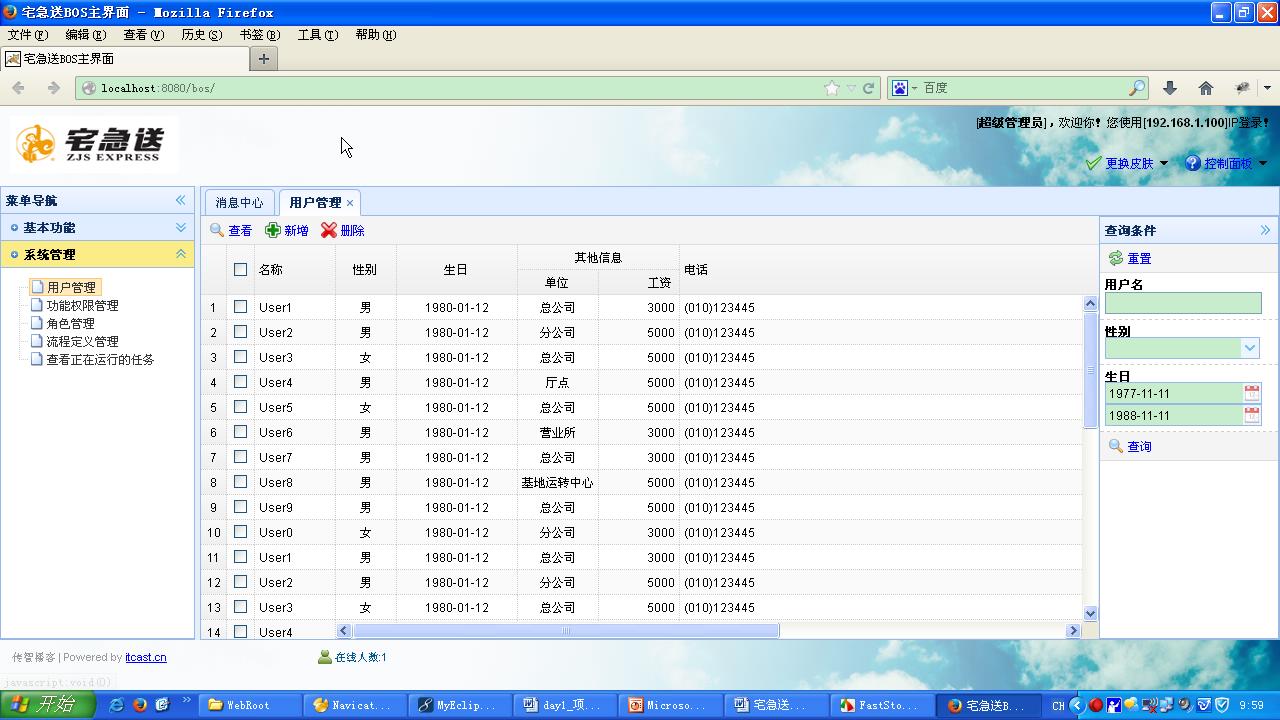 宅急送BOS主界面 - Mozilla Firefox
文件(F) 编辑(E) 查看(V) 历史(S) 书签(B) 工具(T) 帮助(H)
宅急送BOS主界面
localhost:8080/bos/
百度
宅急送
ZJS EXPRESS
[超级管理员]，欢迎你！您使用[192.168.1.100]IP登录！
更换皮肤 控制面板
菜单导航
基本功能
系统管理
用户管理
功能权限管理
角色管理
流程定义管理
查看正在运行的任务
消息中心 用户管理
查看 新增 删除
名称 性别 生日 其他信息 电话
单位 工资
1 User1 男 1980-01-12 总公司 3000 (010)123445
2 User2 男 1980-01-12 分公司 5000 (010)123445
3 User3 女 1980-01-12 总公司 5000 (010)123445
4 User4 男 1980-01-12 厅点 5000 (010)123445
5 User5 女 1980-01-12 总公司 5000 (010)123445
6 User6 男 1980-01-12 营业所 3000 (010)123445
7 User7 男 1980-01-12 总公司 3000 (010)123445
8 User8 男 1980-01-12 基地运转中心 5000 (010)123445
9 User9 男 1980-01-12 总公司 5000 (010)123445
10 User0 女 1980-01-12 分公司 3000 (010)123445
11 User1 男 1980-01-12 总公司 3000 (010)123445
12 User2 男 1980-01-12 分公司 5000 (010)123445
13 User3 女 1980-01-12 总公司 5000 (010)123445
14 User4
查询条件
重置
用户名
性别
生日
1977-11-11
1988-11-11
查询
传智播客 | Powered by itcast.cn
在线人数:1
javascript:void(0)
开始
WebRoot
Navicat...
MyEclip...
day1_项...
Microso...
宅急送...
FastSto...
宅急送B...
CH
9:59